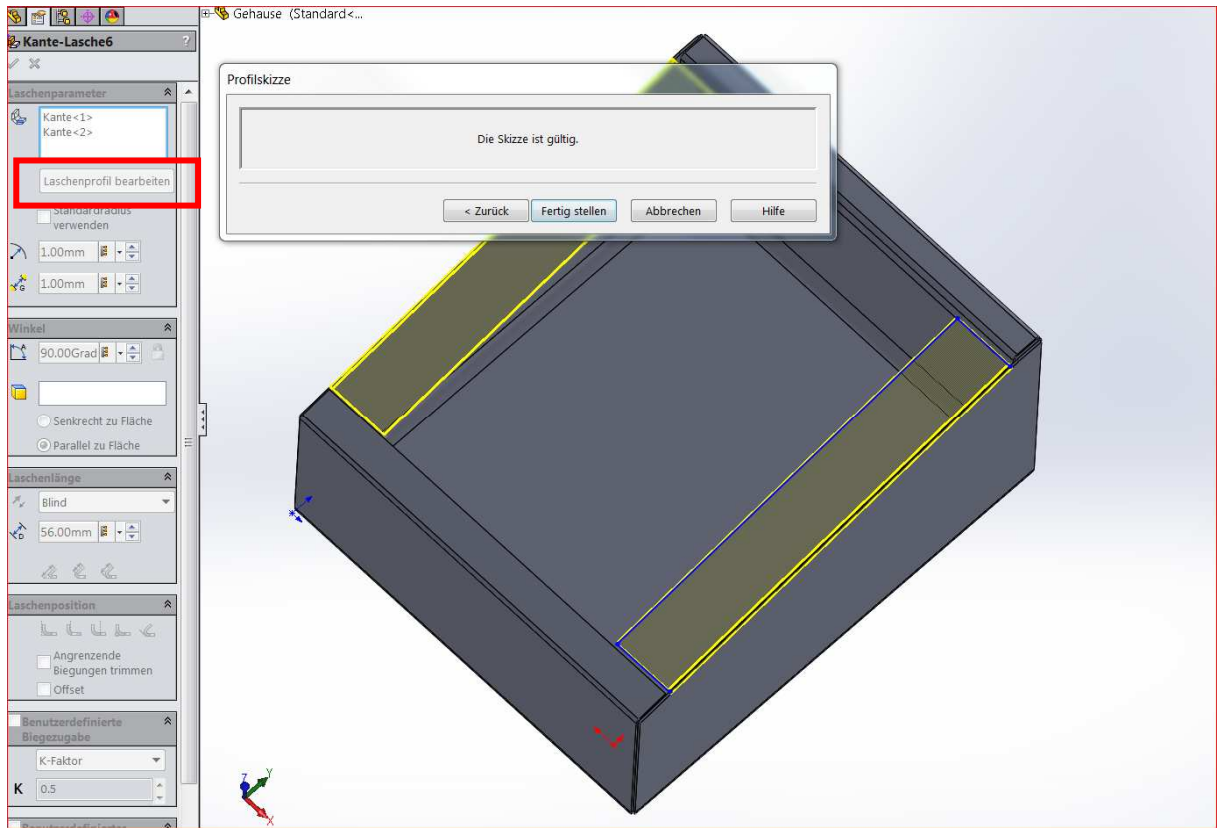 Gehause (Standard<...
Kante-Lasche6
?
Laschenparameter
Kante<1>
Kante<2>
Laschenprofil bearbeiten
Standardradius
verwenden
1.00mm
G
1.00mm
Winkel
90.00Grad
Senkrecht zu Fläche
Parallel zu Fläche
Laschenlänge
Blind
D
56.00mm
Laschenposition
Angrenzende
Biegungen trimmen
Offset
Benutzerdefinierte
Biegezugabe
K-Faktor
K
0.5
Benutzerdefinierter
Profilskizze
Die Skizze ist gültig.
< Zurück
Fertig stellen
Abbrechen
Hilfe
Z
Y
X